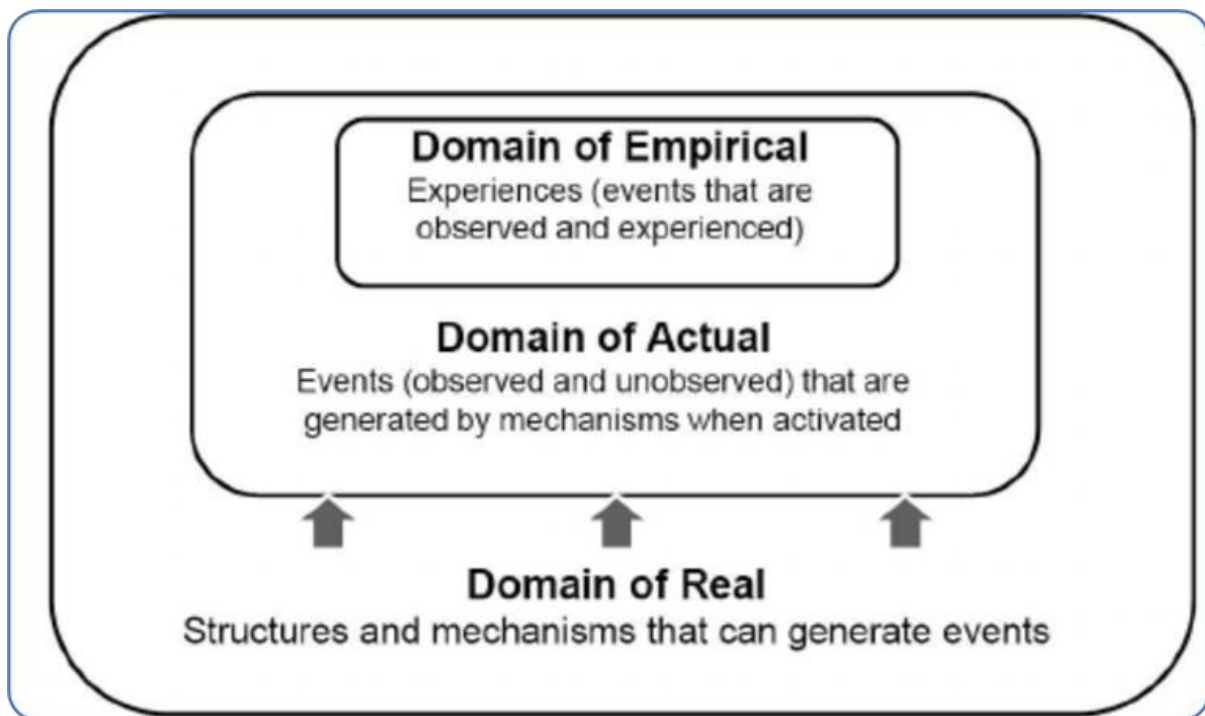 Domain of Empirical
Experiences (events that are
observed and experienced)
Domain of Actual
Events (observed and unobserved) that are
generated by mechanisms when activated
Domain of Real
Structures and mechanisms that can generate events